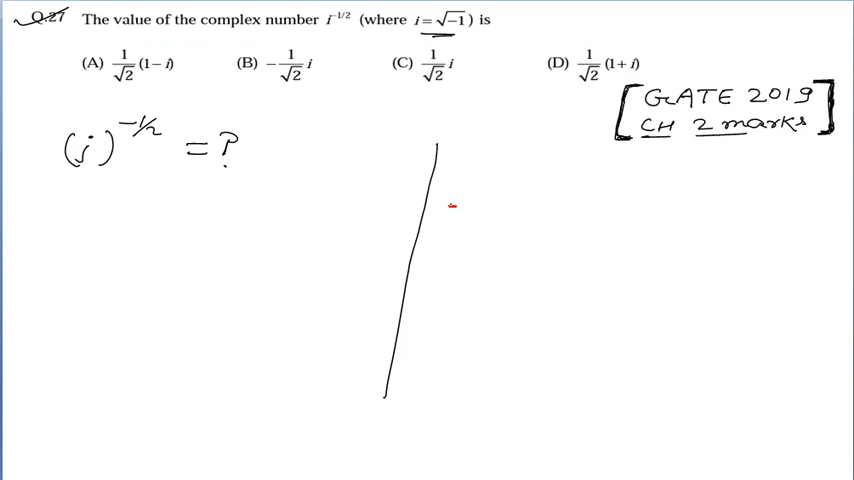 Q.27 The value of the complex number i^{-1/2} (where i = √-1) is
(A) 1/√2 (1 - i) (B) - 1/√2 i (C) 1/√2 i (D) 1/√2 (1 + i)
[GATE 2019
CH 2 marks]
(i)^{-1/2} = ?